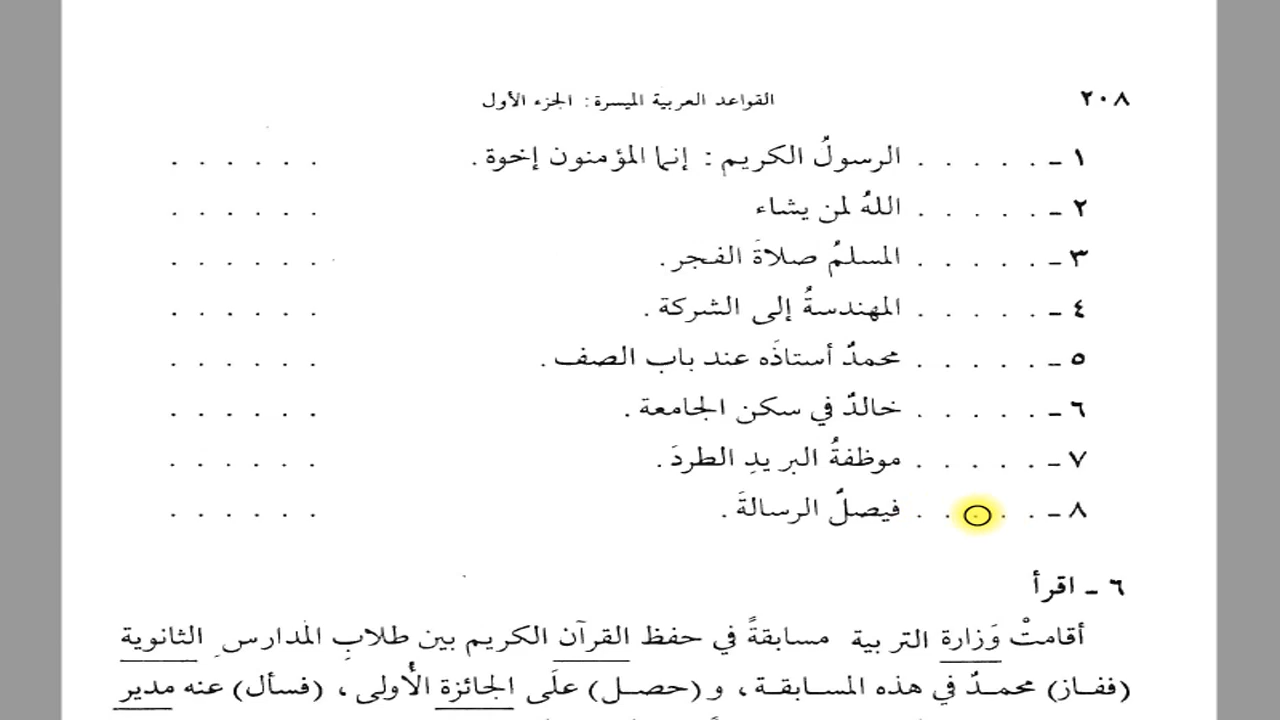 ٢٠٨ القواعد العربية الميسرة : الجزء الأول
١ - . . . . . الرسولُ الكريم : إنما المؤمنون إخوة . . . . . . .
٢ - . . . . . اللهُ لمن يشاء . . . . . .
٣ - . . . . . المسلمُ صلاةَ الفجر . . . . . . .
٤ - . . . . . المهندسةُ إلى الشركة . . . . . . .
٥ - . . . . . محمدٌ أستاذَه عند باب الصف . . . . . . .
٦ - . . . . . خالدٌ في سكن الجامعة . . . . . . .
٧ - . . . . . موظفةُ البريدِ الطردَ . . . . . . .
٨ - . . . . . فيصلٌ الرسالةَ . . . . . . .
٦ - اقرأ
أقامتْ وَزارة التربية مسابقةً في حفظ القرآن الكريم بين طلابِ المدارس الثانوية
(ففاز) محمدٌ في هذه المسابقة، و(حصل) علَى الجائزة الأُولى، (فسأل) عنه مدير